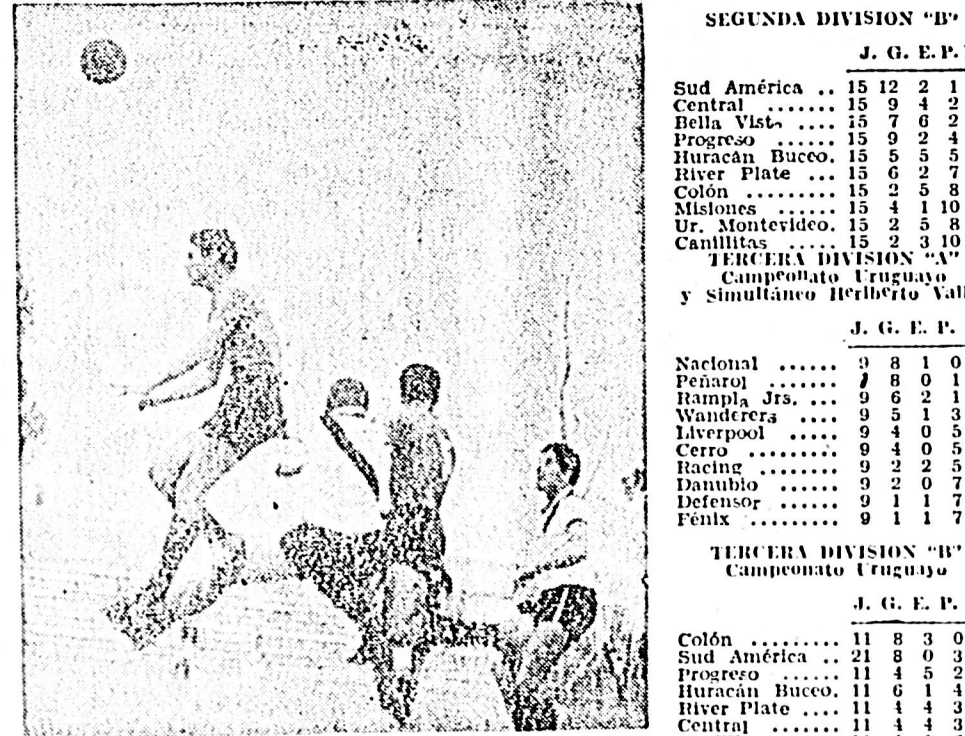 SEGUNDA DIVISION "B"
J. G. E. P.
Sud América .. 15 12 2 1
Central ....... 15 9 4 2
Bella Vista .... 15 7 6 2
Progreso ...... 15 9 2 4
Huracán Buceo. 15 5 5 5
River Plate ... 15 6 2 7
Colón ......... 15 2 5 8
Misiones ...... 15 4 1 10
Ur. Montevideo. 15 2 5 8
Canillitas ..... 15 2 3 10
TERCERA DIVISION "A"
Campeonato Uruguayo
y Simultáneo Heriberto Vall
J. G. E. P.
Nacional ...... 9 8 1 0
Peñarol ....... 8 0 1
Rampla Jrs. ... 9 6 2 1
Wanderers .... 9 5 1 3
Liverpool ..... 9 4 0 5
Cerro ......... 9 4 0 5
Racing ........ 9 2 2 5
Danubio ...... 9 2 0 7
Defensor ...... 9 1 1 7
Fénix ......... 9 1 1 7
TERCERA DIVISION "B"
Campeonato Uruguayo
J. G. E. P.
Colón ......... 11 8 3 0
Sud América .. 21 8 0 3
Progreso ...... 11 4 5 2
Huracán Buceo. 11 6 1 4
River Plate .... 11 4 4 3
Central ....... 11 4 4 3